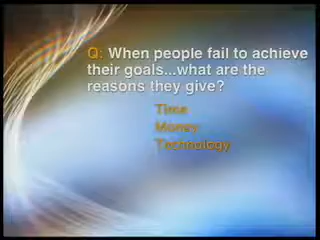 Q: When people fail to achieve
their goals...what are the
reasons they give?
Time
Money
Technology